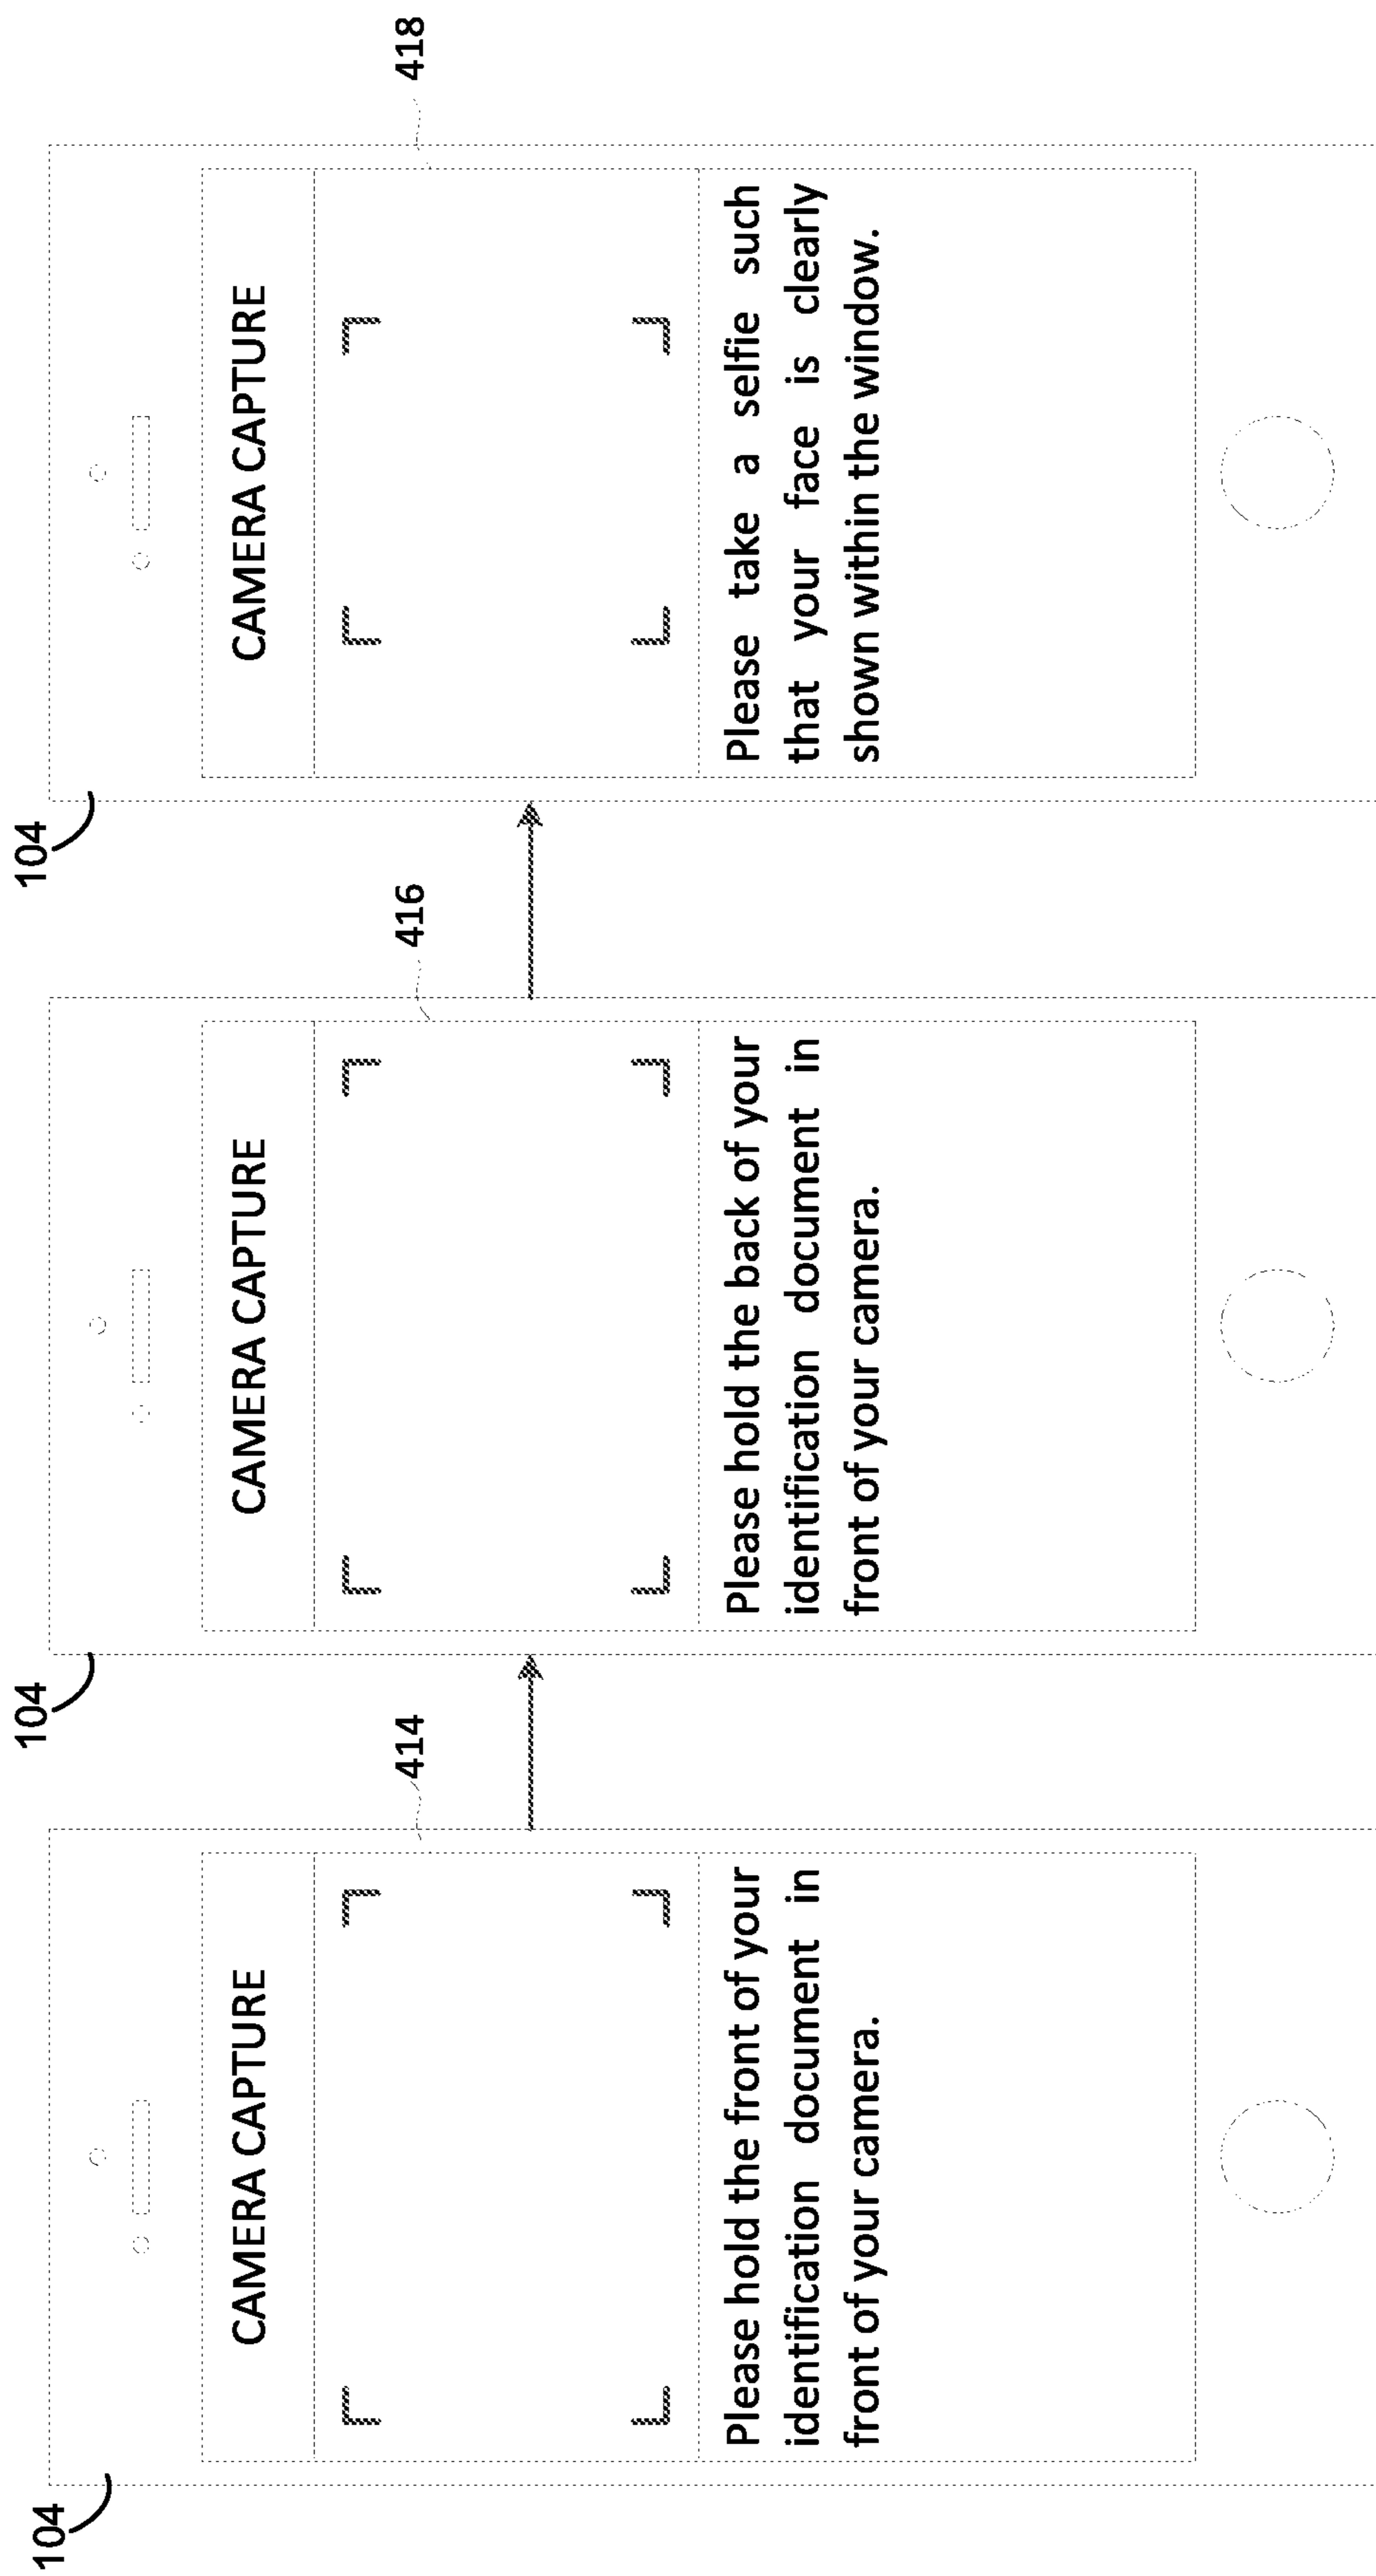 104
CAMERA CAPTURE
414
Please hold the front of your
identification document in
front of your camera.
104
CAMERA CAPTURE
416
Please hold the back of your
identification document in
front of your camera.
104
CAMERA CAPTURE
418
Please take a selfie such
that your face is clearly
shown within the window.